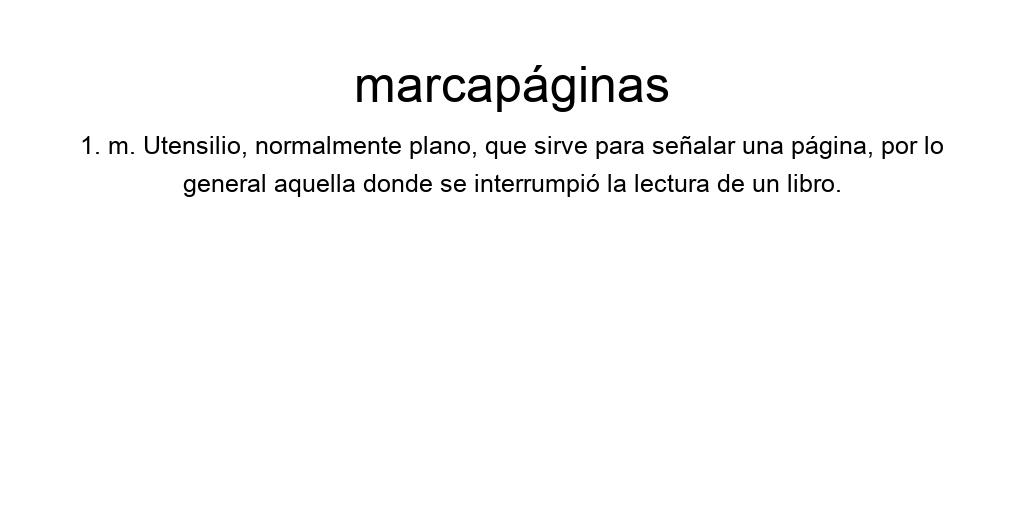 marcapáginas
1. m. Utensilio, normalmente plano, que sirve para señalar una página, por lo
general aquella donde se interrumpió la lectura de un libro.